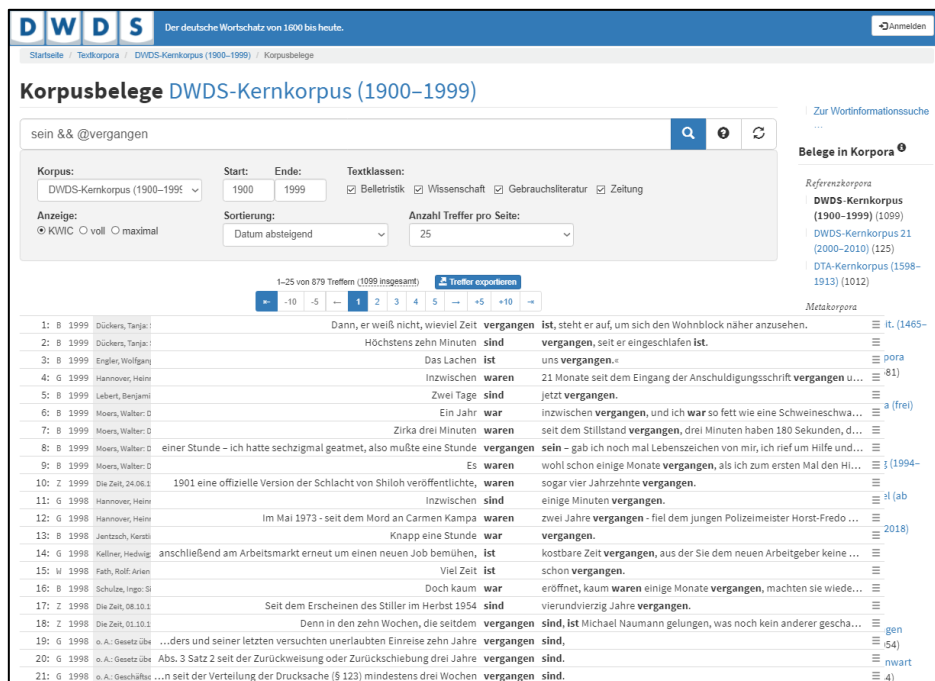 D W D S Der deutsche Wortschatz von 1600 bis heute. Anmelden
Startseite / Textkorpora / DWDS-Kernkorpus (1900–1999) / Korpusbelege
Korpusbelege DWDS-Kernkorpus (1900–1999)
Zur Wortinformationssuche
…
sein && @vergangen
Belege in Korpora
Korpus: Start: Ende: Textklassen:
DWDS-Kernkorpus (1900–199 1900 1999 Belletristik Wissenschaft Gebrauchsliteratur Zeitung
Anzeige: Sortierung: Anzahl Treffer pro Seite:
KWIC voll maximal Datum absteigend 25
Referenzkorpora
DWDS-Kernkorpus
(1900–1999) (1099)
DWDS-Kernkorpus 21
(2000–2010) (125)
DTA-Kernkorpus (1598–
1913) (1012)
Metakorpora
1–25 von 879 Treffern (1099 insgesamt) Treffer exportieren
⇤ -10 -5 ← 1 2 3 4 5 → +5 +10 ⇥
1: B 1999 Dückers, Tanja: Dann, er weiß nicht, wieviel Zeit vergangen ist, steht er auf, um sich den Wohnblock näher anzusehen. it. (1465–
2: B 1999 Dückers, Tanja: Höchstens zehn Minuten sind vergangen, seit er eingeschlafen ist.
3: B 1999 Engler, Wolfgang Das Lachen ist uns vergangen.« pora
4: G 1999 Hannover, Hein Inzwischen waren 21 Monate seit dem Eingang der Anschuldigungsschrift vergangen u… 81)
5: B 1999 Lebert, Benjami Zwei Tage sind jetzt vergangen.
6: B 1999 Moers, Walter: D Ein Jahr war inzwischen vergangen, und ich war so fett wie eine Schweineschwa… a (frei)
7: B 1999 Moers, Walter: D Zirka drei Minuten waren seit dem Stillstand vergangen, drei Minuten haben 180 Sekunden, d…
8: B 1999 Moers, Walter: D einer Stunde – ich hatte sechzigmal geatmet, also mußte eine Stunde vergangen sein – gab ich noch mal Lebenszeichen von mir, ich rief um Hilfe und…
9: B 1999 Moers, Walter: D Es waren wohl schon einige Monate vergangen, als ich zum ersten Mal den Hi… (1994–
10: Z 1999 Die Zeit, 24.06.1 1901 eine offizielle Version der Schlacht von Shiloh veröffentlichte, waren sogar vier Jahrzehnte vergangen.
11: G 1998 Hannover, Hein Inzwischen sind einige Minuten vergangen. el (ab
12: G 1998 Hannover, Hein Im Mai 1973 - seit dem Mord an Carmen Kampa waren zwei Jahre vergangen - fiel dem jungen Polizeimeister Horst-Fredo …
13: B 1998 Jentzsch, Kersti Knapp eine Stunde war vergangen. 2018)
14: G 1998 Kellner, Hedwig: anschließend am Arbeitsmarkt erneut um einen neuen Job bemühen, ist kostbare Zeit vergangen, aus der Sie dem neuen Arbeitgeber keine …
15: W 1998 Fath, Rolf: Arien Viel Zeit ist schon vergangen.
16: B 1998 Schulze, Ingo: Si Doch kaum war eröffnet, kaum waren einige Monate vergangen, machten sie wiede…
17: Z 1998 Die Zeit, 08.10.1 Seit dem Erscheinen des Stiller im Herbst 1954 sind vierundvierzig Jahre vergangen.
18: Z 1998 Die Zeit, 01.10.1 Denn in den zehn Wochen, die seitdem vergangen sind, ist Michael Naumann gelungen, was noch kein anderer gescha…
19: G 1998 o. A.: Gesetz übe …ders und seiner letzten versuchten unerlaubten Einreise zehn Jahre vergangen sind, gen
54)
20: G 1998 o. A.: Gesetz übe Abs. 3 Satz 2 seit der Zurückweisung oder Zurückschiebung drei Jahre vergangen sind. nwart
21: G 1998 o. A.: Geschäftso …n seit der Verteilung der Drucksache (§ 123) mindestens drei Wochen vergangen sind. 4)